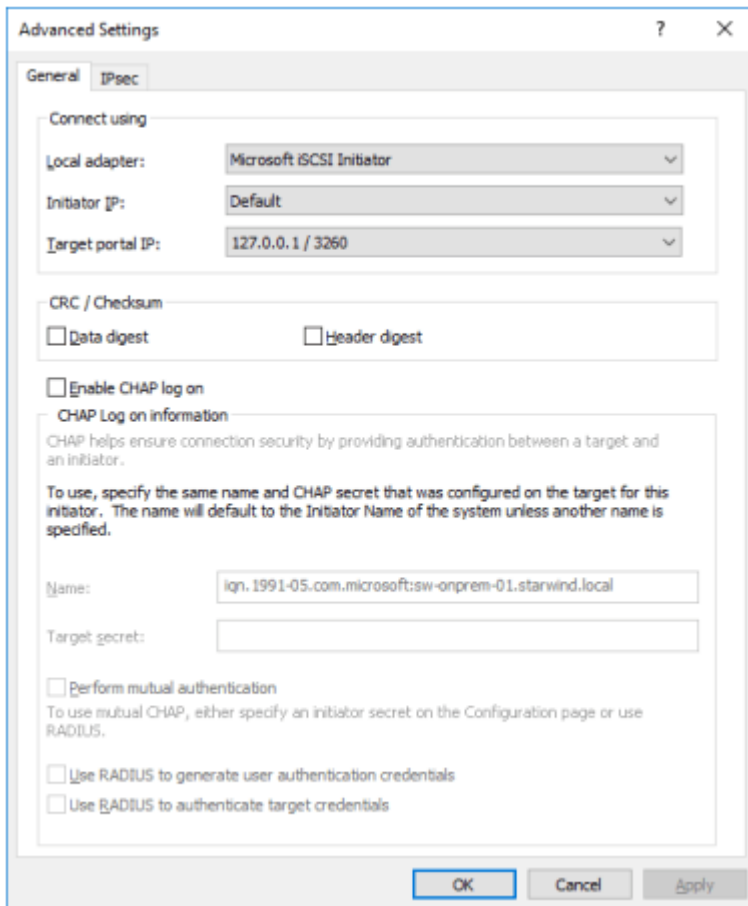 Advanced Settings
General
IPsec
Connect using
Local adapter:
Microsoft iSCSI Initiator
Initiator IP:
Default
Target portal IP:
127.0.0.1 / 3260
CRC / Checksum
Data digest
Header digest
Enable CHAP log on
CHAP Log on information
CHAP helps ensure connection security by providing authentication between a target and
an initiator.
To use, specify the same name and CHAP secret that was configured on the target for this
initiator. The name will default to the Initiator Name of the system unless another name is
specified.
Name:
iqn.1991-05.com.microsoft:sw-onprem-01.starwind.local
Target secret:
Perform mutual authentication
To use mutual CHAP, either specify an initiator secret on the Configuration page or use
RADIUS.
Use RADIUS to generate user authentication credentials
Use RADIUS to authenticate target credentials
OK
Cancel
Apply